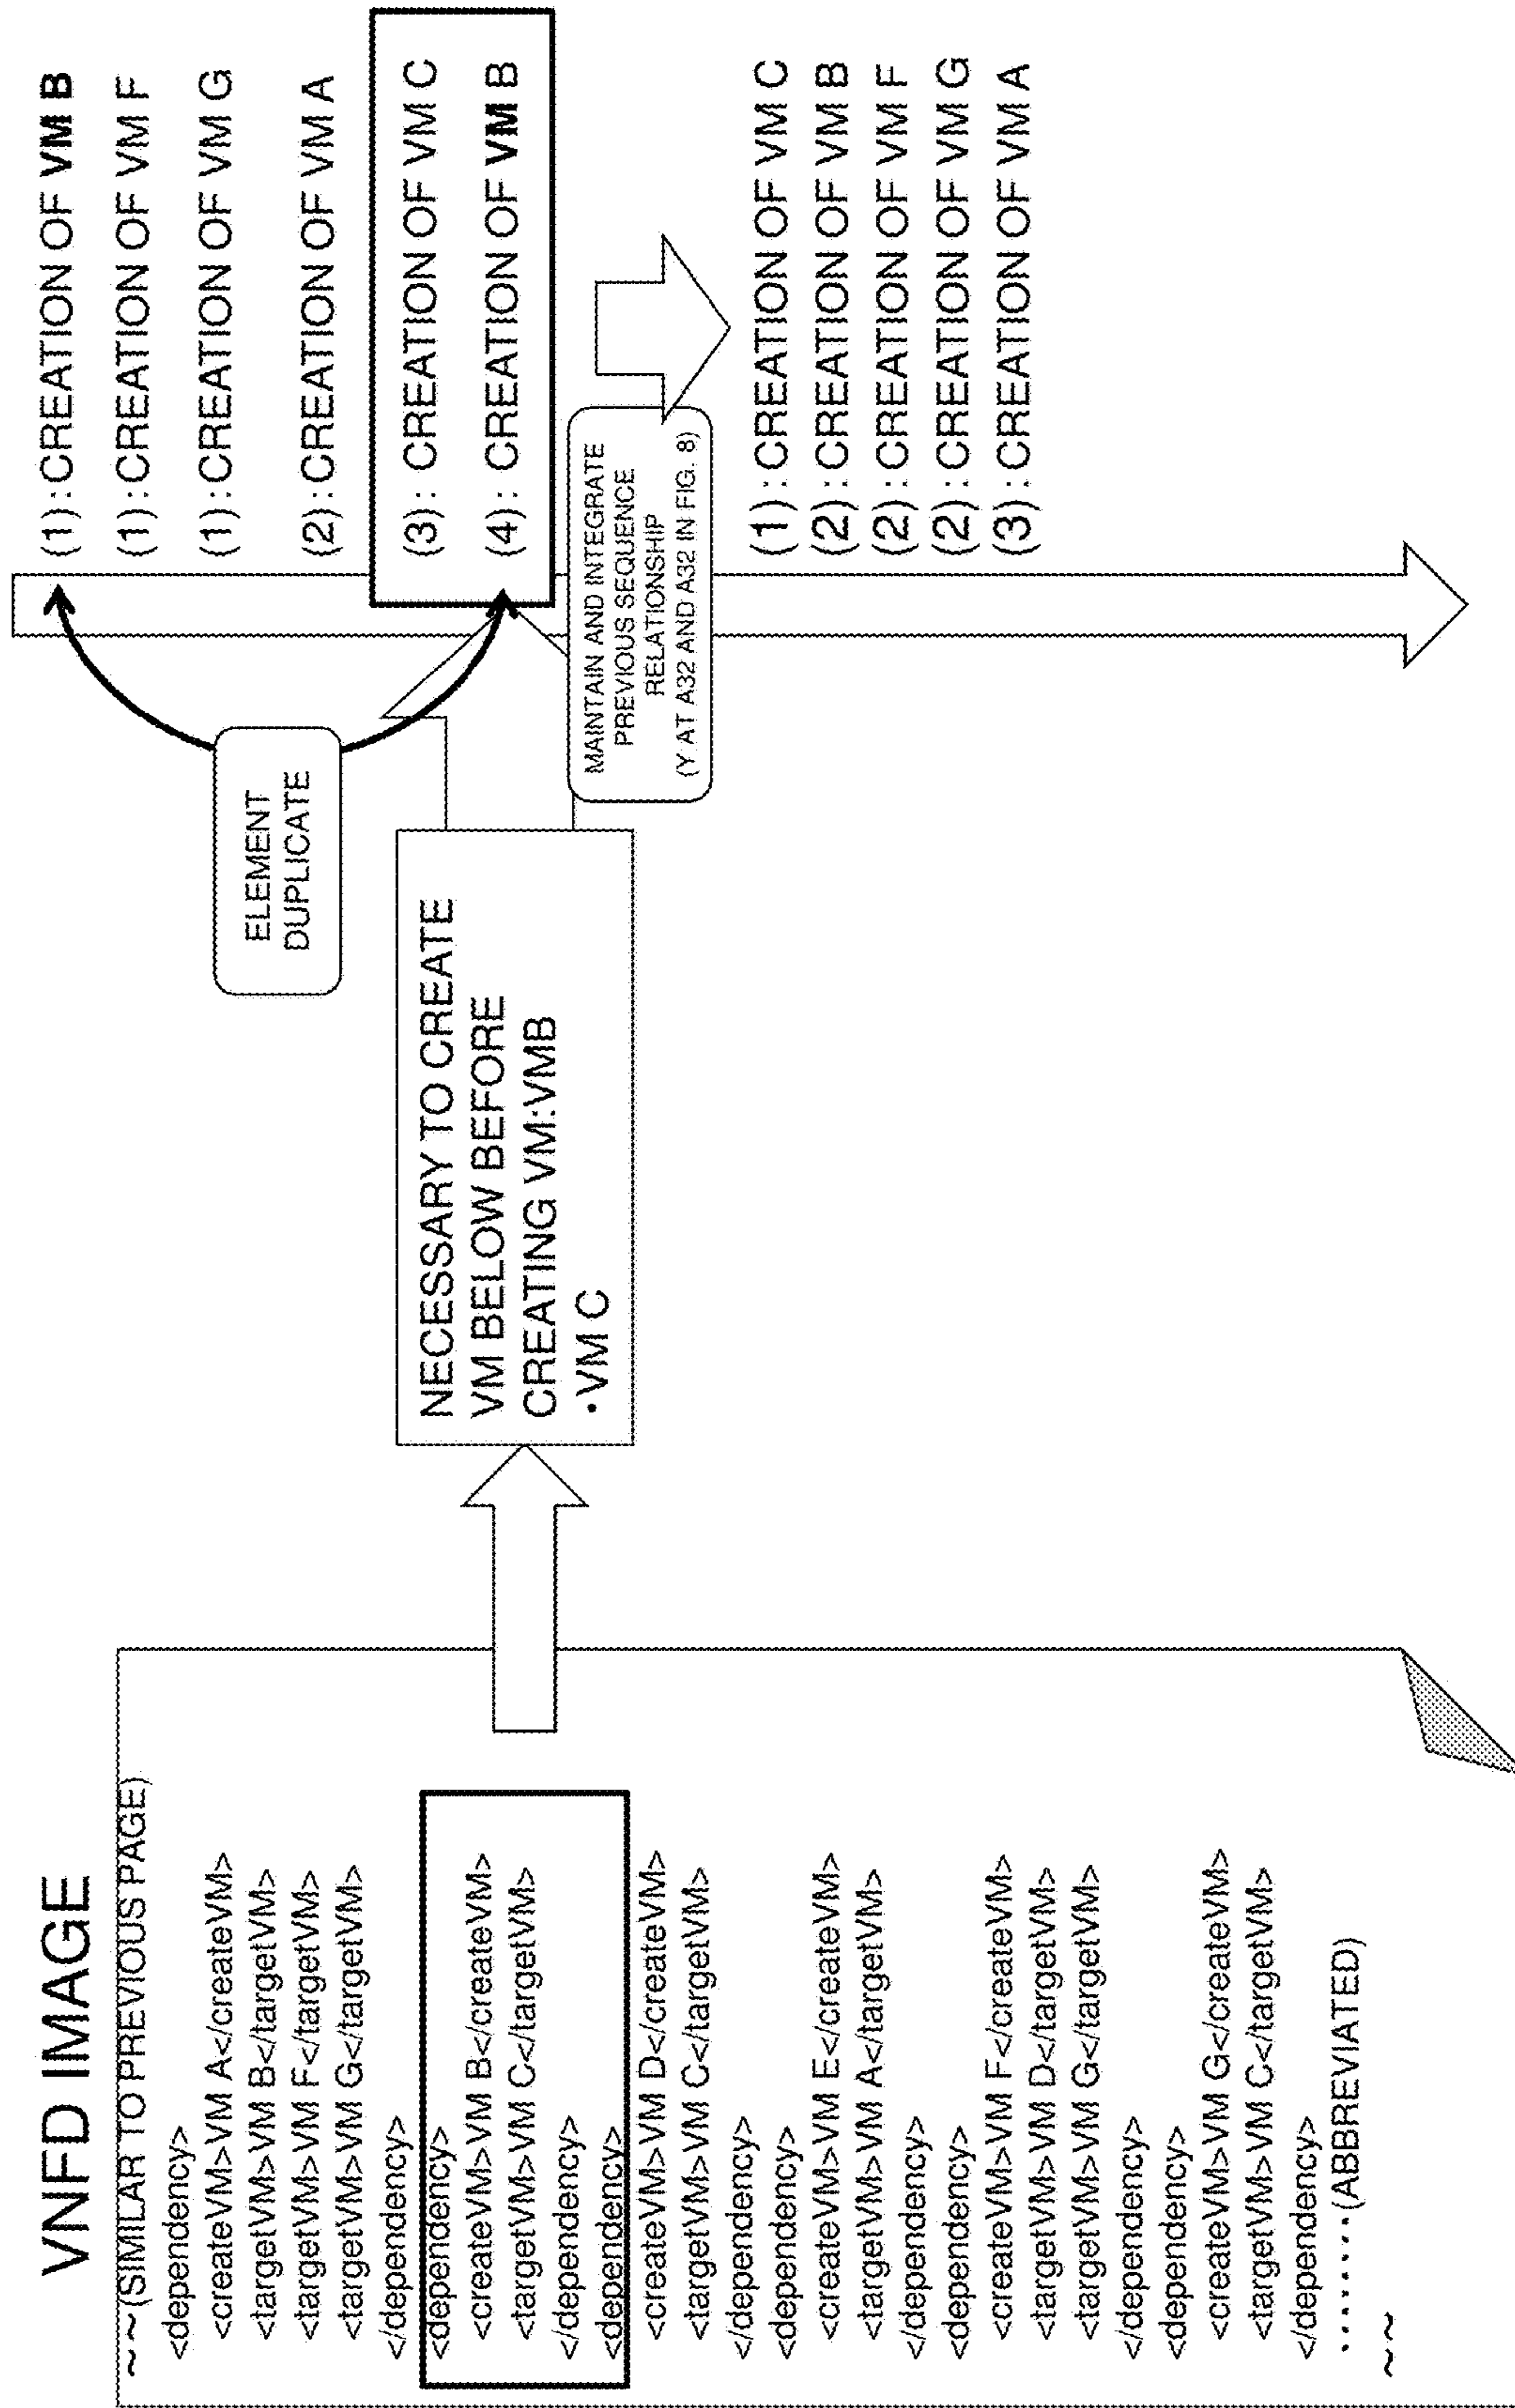 VNFD IMAGE
~~(SIMILAR TO PREVIOUS PAGE)
<dependency>
<createVM>VM A</createVM>
<targetVM>VM B</targetVM>
<targetVM>VM F</targetVM>
<targetVM>VM G</targetVM>
</dependency>
<dependency>
<createVM>VM B</createVM>
<targetVM>VM C</targetVM>
</dependency>
<dependency>
<createVM>VM D</createVM>
<targetVM>VM C</targetVM>
</dependency>
<dependency>
<createVM>VM E</createVM>
<targetVM>VM A</targetVM>
</dependency>
<dependency>
<createVM>VM F</createVM>
<targetVM>VM D</targetVM>
<targetVM>VM G</targetVM>
</dependency>
<dependency>
<createVM>VM G</createVM>
<targetVM>VM C</targetVM>
</dependency>
·······(ABBREVIATED)
~~
NECESSARY TO CREATE
VM BELOW BEFORE
CREATING VM:VMB
・VM C
ELEMENT
DUPLICATE
(1):CREATION OF VM B
(1):CREATION OF VM F
(1):CREATION OF VM G
(2):CREATION OF VM A
(3): CREATION OF VM C
(4): CREATION OF VM B
MAINTAIN AND INTEGRATE
PREVIOUS SEQUENCE
RELATIONSHIP
(Y AT A32 AND A32 IN FIG. 8)
(1):CREATION OF VM C
(2):CREATION OF VM B
(2):CREATION OF VM F
(2):CREATION OF VM G
(3):CREATION OF VM A